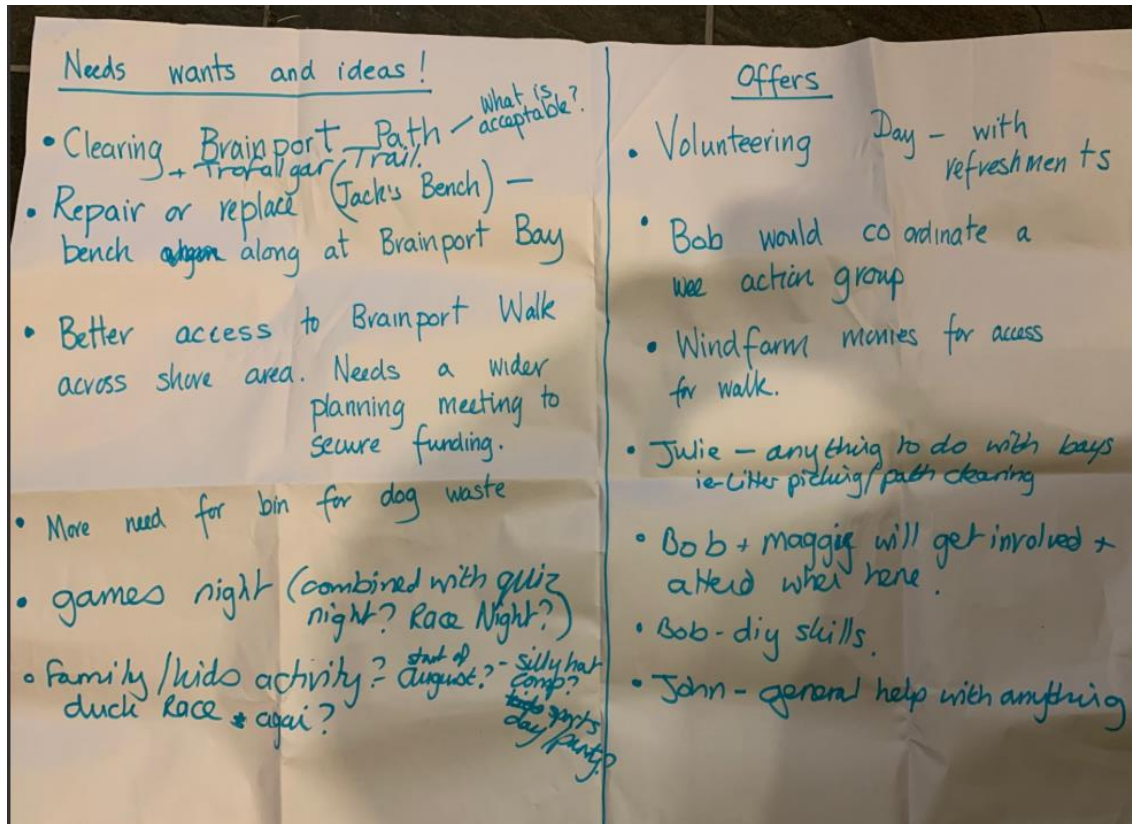 Needs wants and ideas!
• Clearing Brainport Path — What is acceptable?
+ Trafalgar Trail.
• Repair or replace (Jack's Bench) —
bench along at Brainport Bay
• Better access to Brainport Walk
across shore area. Needs a wider
planning meeting to
secure funding.
• More need for bin for dog waste
• games night (combined with quiz
night? Race Night?)
• Family/kids activity? start of august? - silly hat comp?
duck Race again? sports
day/party?
Offers
• Volunteering Day - with
refreshments
• Bob would co ordinate a
wee action group
• Windfarm monies for access
for walk.
• Julie - anything to do with bays
ie-Litter picking/path clearing
• Bob + maggie will get involved +
attend when here.
• Bob - diy skills.
• John - general help with anything